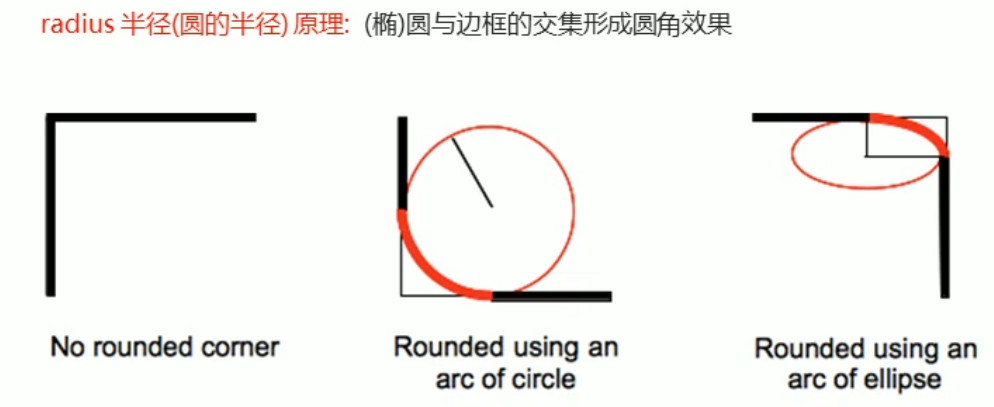 radius 半径(圆的半径) 原理: (椭)圆与边框的交集形成圆角效果
No rounded corner
Rounded using an
arc of circle
Rounded using an
arc of ellipse